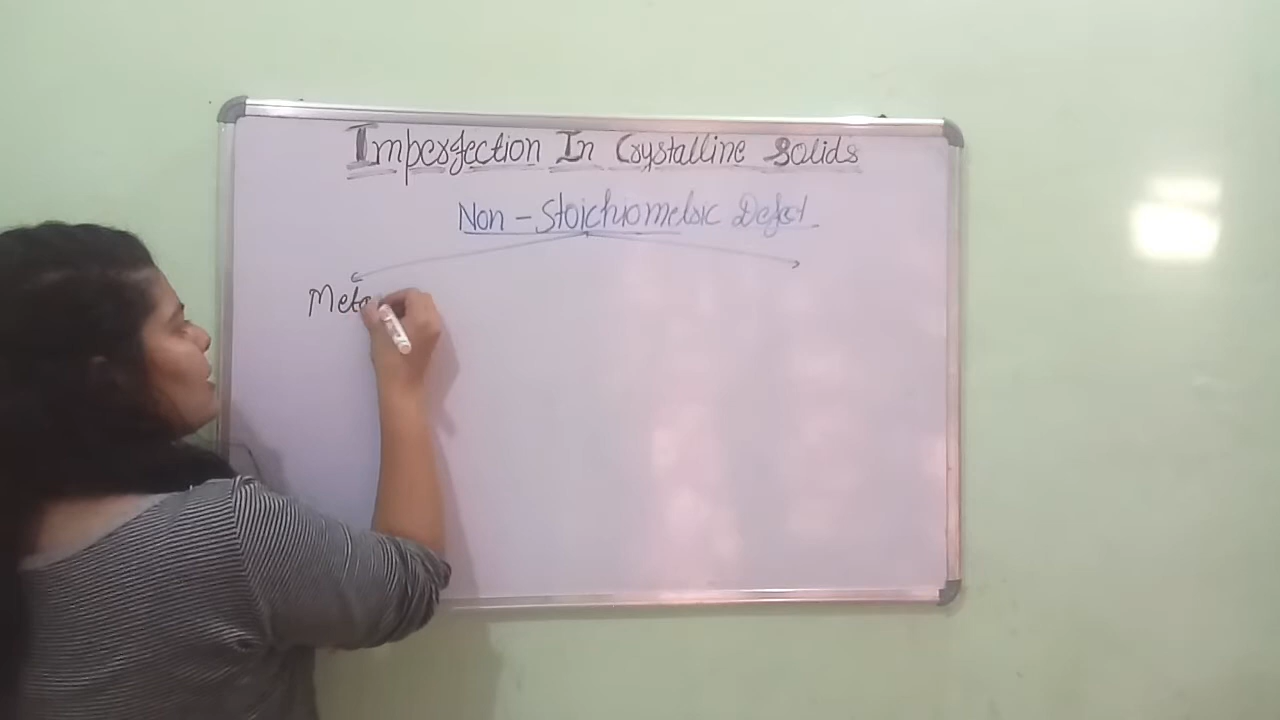 Imperfection In Crystalline Solids
Non - Stoichiometric Defect
Meta